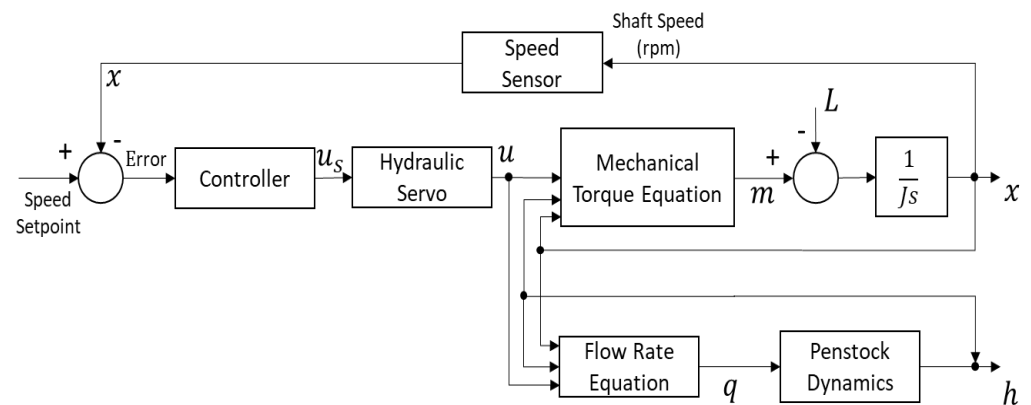 Shaft Speed
(rpm)
Speed
Sensor
x
L
+
-
Error
Controller
u_s
Hydraulic
Servo
u
Mechanical
Torque Equation
+
-
m
1
Js
x
Speed
Setpoint
Flow Rate
Equation
q
Penstock
Dynamics
h